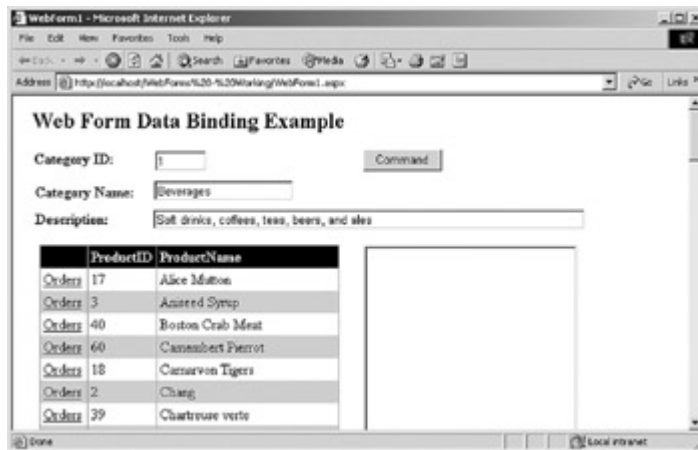 WebForm1 - Microsoft Internet Explorer
File Edit View Favorites Tools Help
Back Search Favorites Media
Address http://localhost/WebForms%20-%20Working/WebForm1.aspx Go Links
Web Form Data Binding Example
Category ID: 1 Command
Category Name: Beverages
Description: Soft drinks, coffees, teas, beers, and ales
ProductID ProductName
Orders 17 Alice Mutton
Orders 3 Aniseed Syrup
Orders 40 Boston Crab Meat
Orders 60 Camembert Pierrot
Orders 18 Carnarvon Tigers
Orders 2 Chang
Orders 39 Chartreuse verte
Done Local intranet